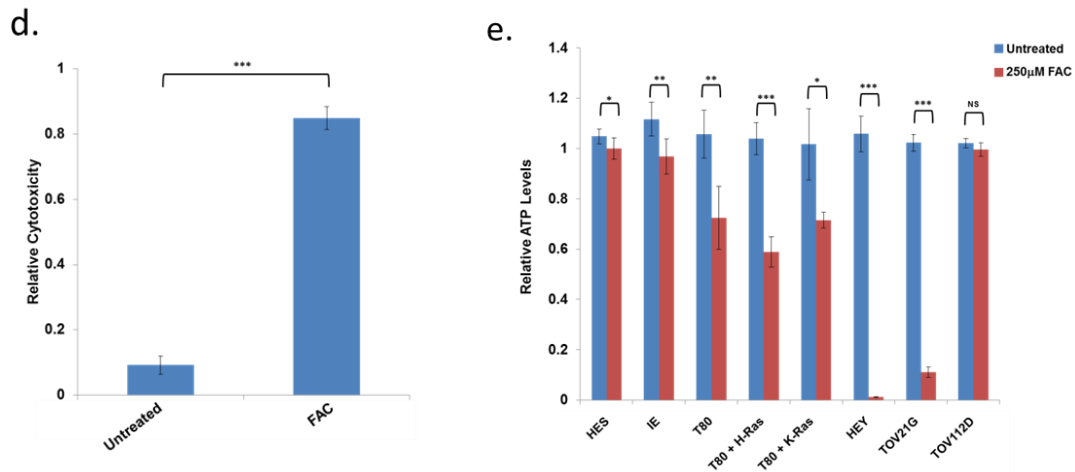 d.
***
1
0.8
0.6
0.4
0.2
0
Relative Cytotoxicity
Untreated
FAC
e.
Untreated
250μM FAC
1.4
1.2
1
0.8
0.6
0.4
0.2
0
Relative ATP Levels
*
**
**
***
*
***
***
NS
HES
IE
T80
T80 + H-Ras
T80 + K-Ras
HEY
TOV21G
TOV112D